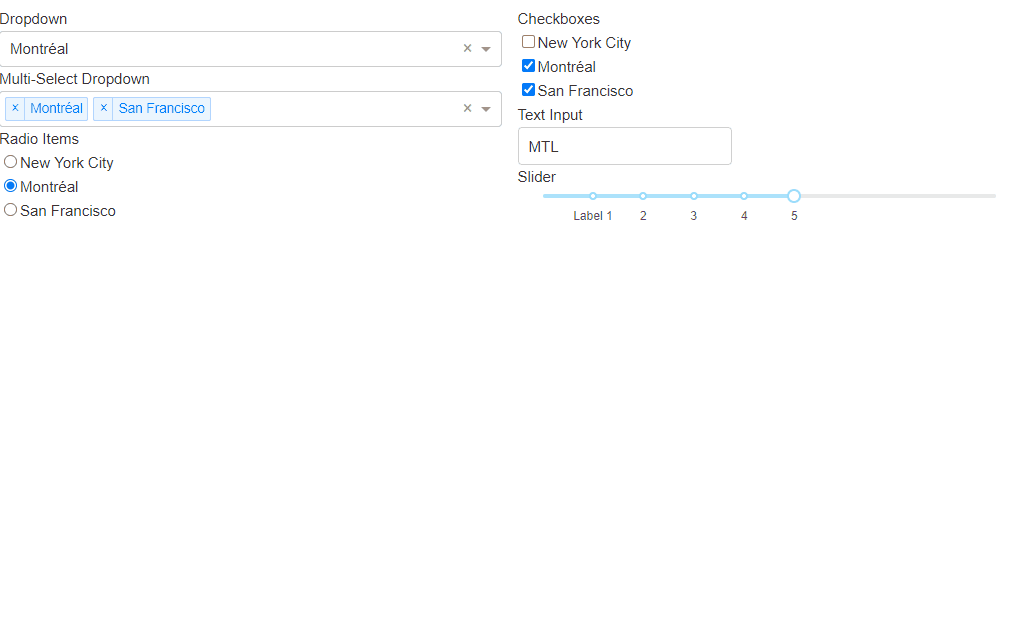 Dropdown
Montréal × 
Multi-Select Dropdown
× Montréal × San Francisco ×
Radio Items
New York City
Montréal
San Francisco
Checkboxes
New York City
Montréal
San Francisco
Text Input
MTL
Slider
Label 1 2 3 4 5